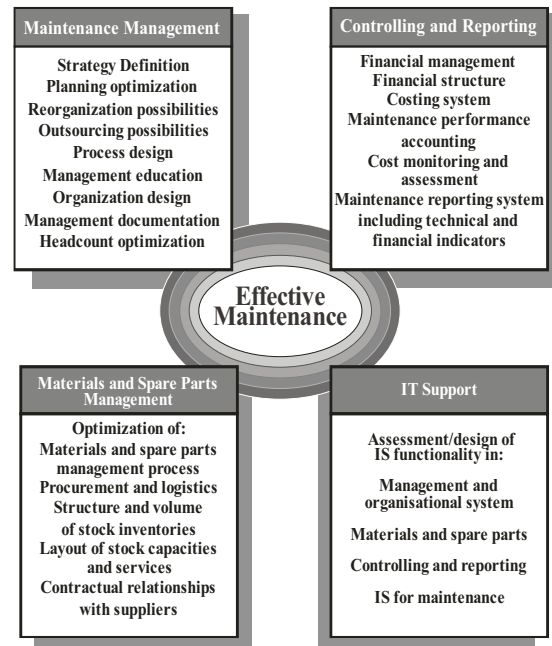 Maintenance Management
Strategy Definition
Planning optimization
Reorganization possibilities
Outsourcing possibilities
Process design
Management education
Organization design
Management documentation
Headcount optimization
Controlling and Reporting
Financial management
Financial structure
Costing system
Maintenance performance
accounting
Cost monitoring and
assessment
Maintenance reporting system
including technical and
financial indicators
Effective
Maintenance
Materials and Spare Parts
Management
Optimization of:
Materials and spare parts
management process
Procurement and logistics
Structure and volume
of stock inventories
Layout of stock capacities
and services
Contractual relationships
with suppliers
IT Support
Assessment/design of
IS functionality in:
Management and
organisational system
Materials and spare parts
Controlling and reporting
IS for maintenance